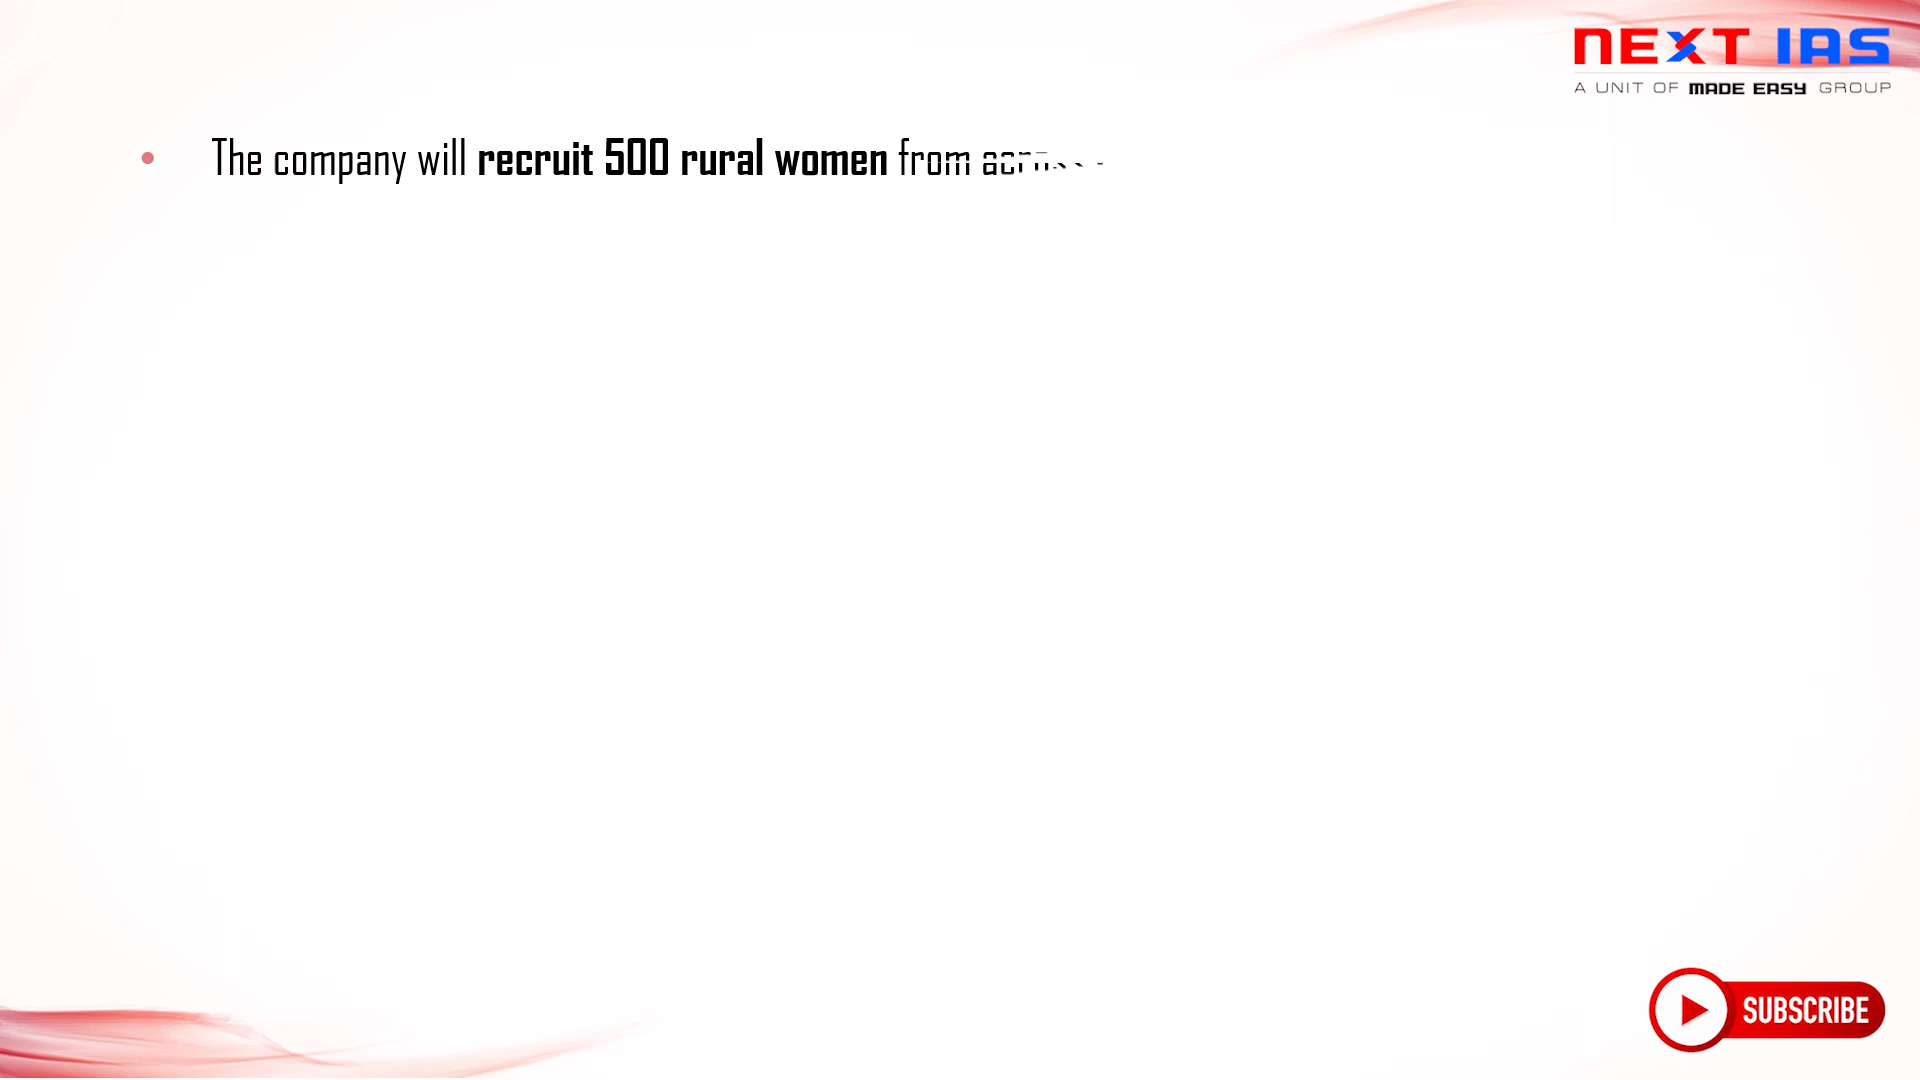 NEXT IAS
A UNIT OF MADE EASY GROUP
• The company will recruit 500 rural women from
SUBSCRIBE